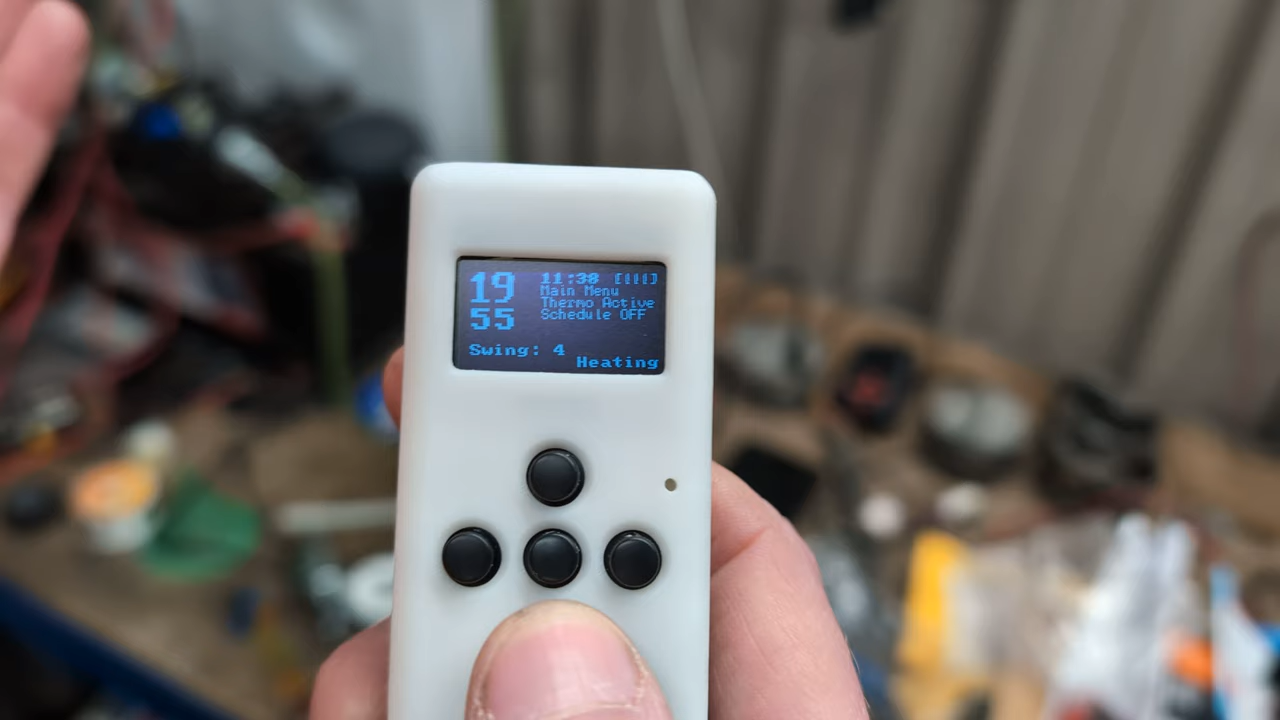 19 11:38
Main Menu
Thermo Active
55 Schedule OFF
Swing: 4
Heating